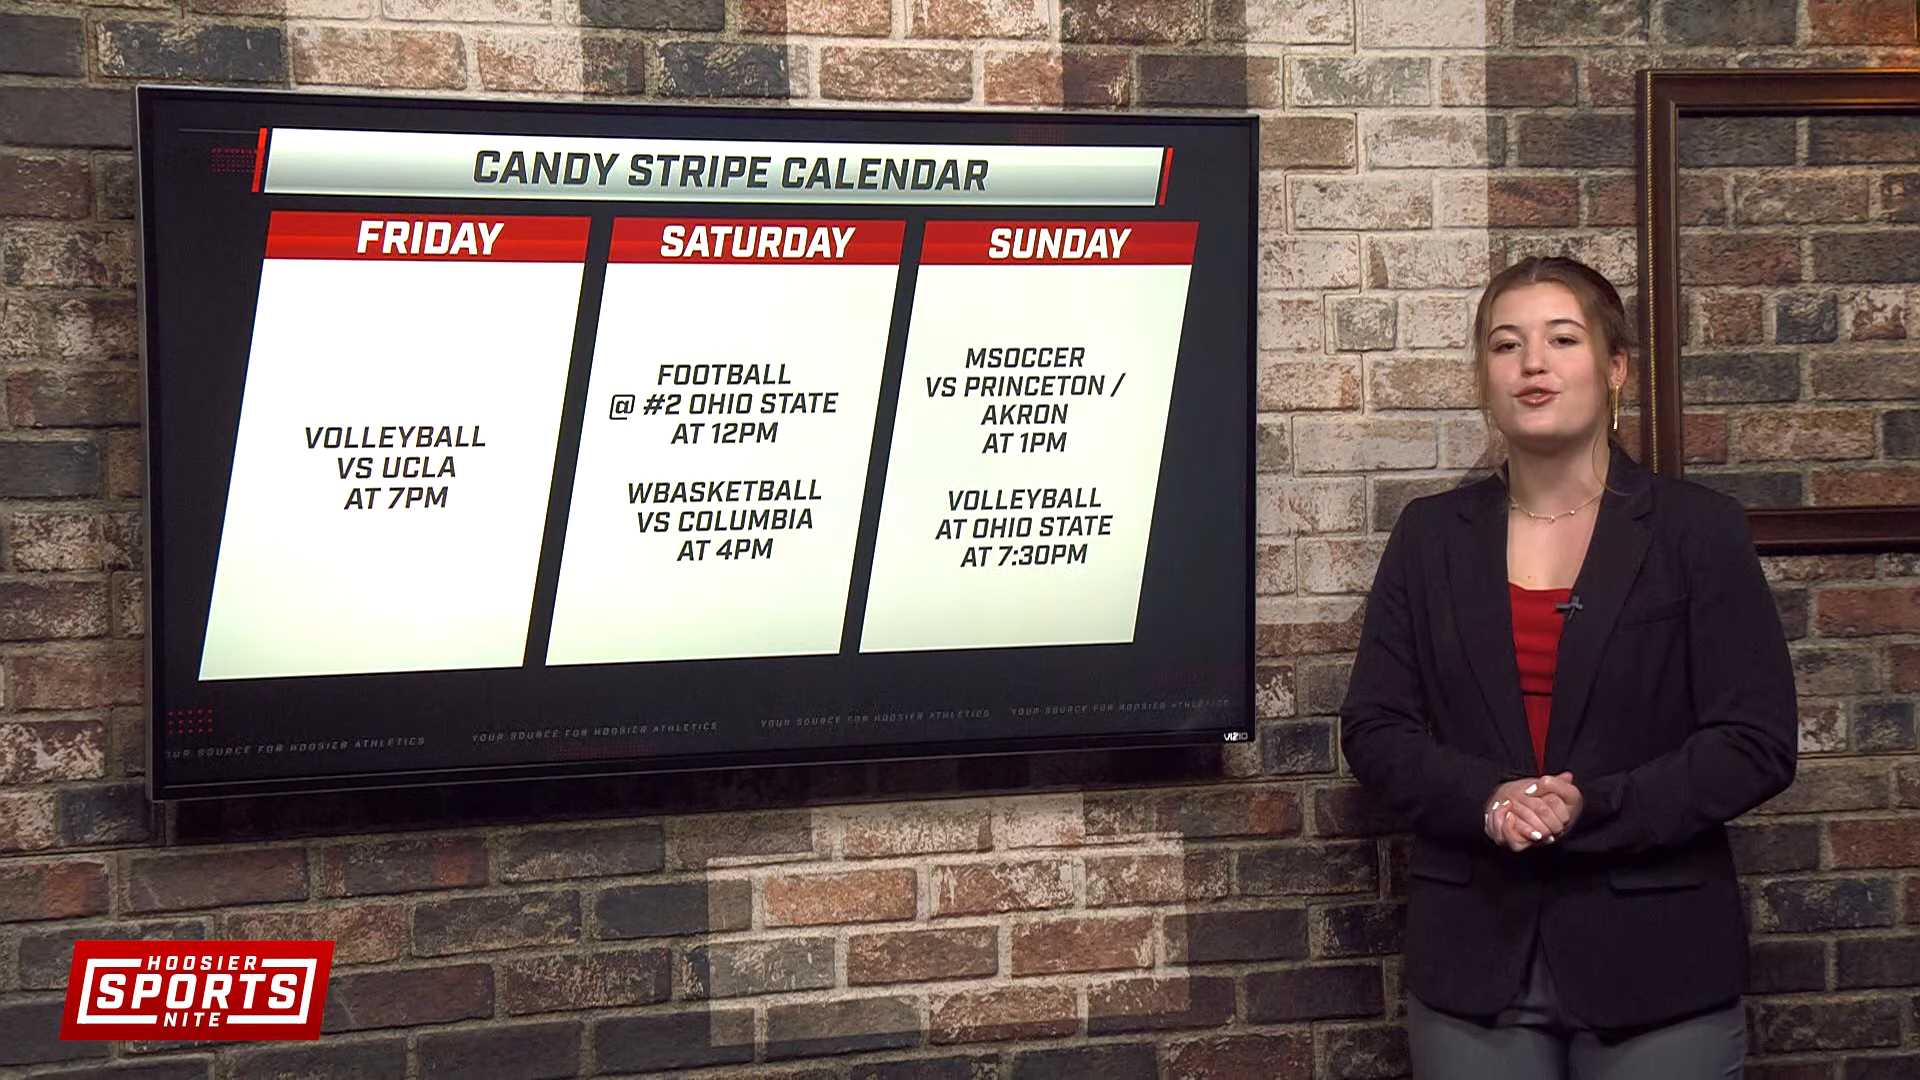 CANDY STRIPE CALENDAR
FRIDAY
VOLLEYBALL
VS UCLA
AT 7PM
SATURDAY
FOOTBALL
@ #2 OHIO STATE
AT 12PM
WBASKETBALL
VS COLUMBIA
AT 4PM
SUNDAY
MSOCCER
VS PRINCETON /
AKRON
AT 1PM
VOLLEYBALL
AT OHIO STATE
AT 7:30PM
OUR SOURCE FOR HOOSIER ATHLETICS
YOUR SOURCE FOR HOOSIER ATHLETICS
YOUR SOURCE FOR HOOSIER ATHLETICS
YOUR SOURCE FOR HOOSIER ATHLETICS
VIZIO
HOOSIER
SPORTS
NITE